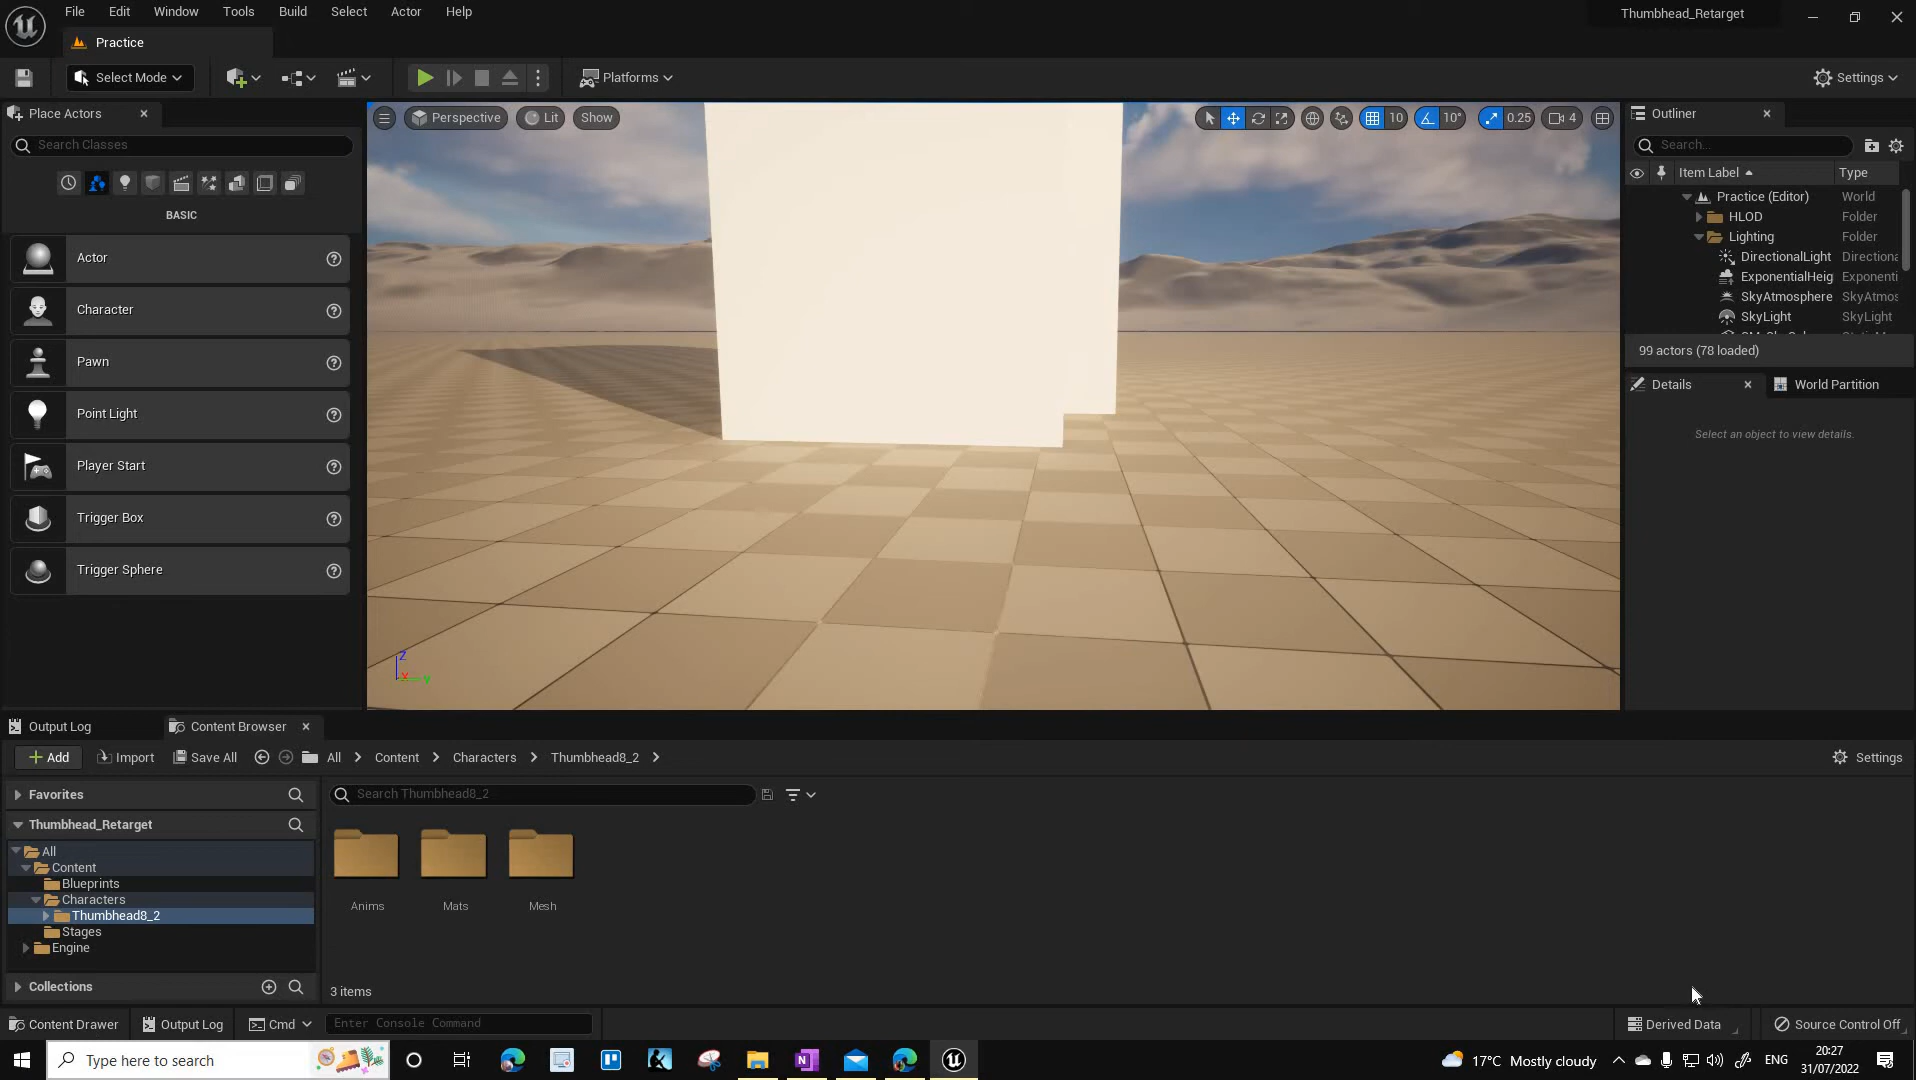 File Edit Window Tools Build Select Actor Help
Thumbhead_Retarget
Practice
Select Mode
Platforms
Settings
Place Actors
Search Classes
BASIC
Actor
Character
Pawn
Point Light
Player Start
Trigger Box
Trigger Sphere
Perspective Lit Show
10 10° 0.25 4
Outliner
Search...
Item Label Type
Practice (Editor) World
HLOD Folder
Lighting Folder
DirectionalLight Directiona
ExponentialHeig Exponenti
SkyAtmosphere SkyAtmos
SkyLight SkyLight
99 actors (78 loaded)
Details World Partition
Select an object to view details.
Z
X Y
Output Log Content Browser
Add Import Save All All Content Characters Thumbhead8_2 Settings
Favorites
Search Thumbhead8_2
Thumbhead_Retarget
All
Content
Blueprints
Characters
Thumbhead8_2
Stages
Engine
Anims Mats Mesh
Collections
3 items
Content Drawer Output Log Cmd Enter Console Command
Derived Data Source Control Off
Type here to search
17°C Mostly cloudy
ENG
20:27
31/07/2022